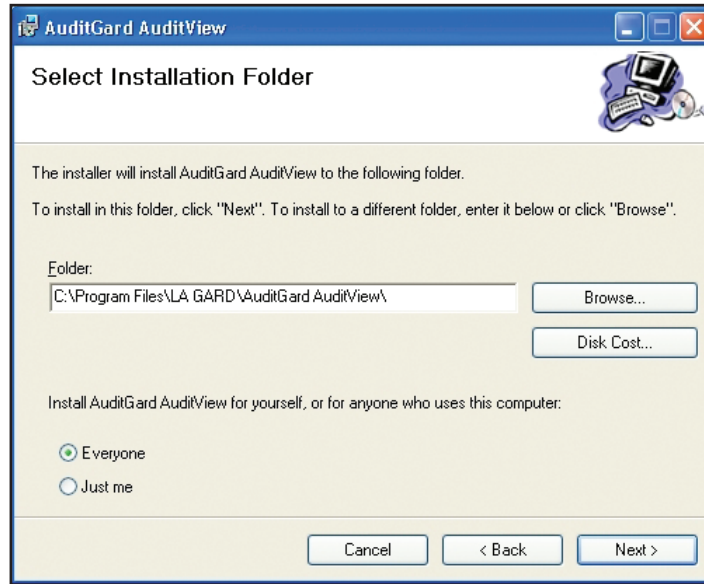 AuditGard AuditView
Select Installation Folder
The installer will install AuditGard AuditView to the following folder.
To install in this folder, click "Next". To install to a different folder, enter it below or click "Browse".
Folder:
C:\Program Files\LA GARD\AuditGard AuditView\
Browse...
Disk Cost...
Install AuditGard AuditView for yourself, or for anyone who uses this computer:
Everyone
Just me
Cancel
< Back
Next >